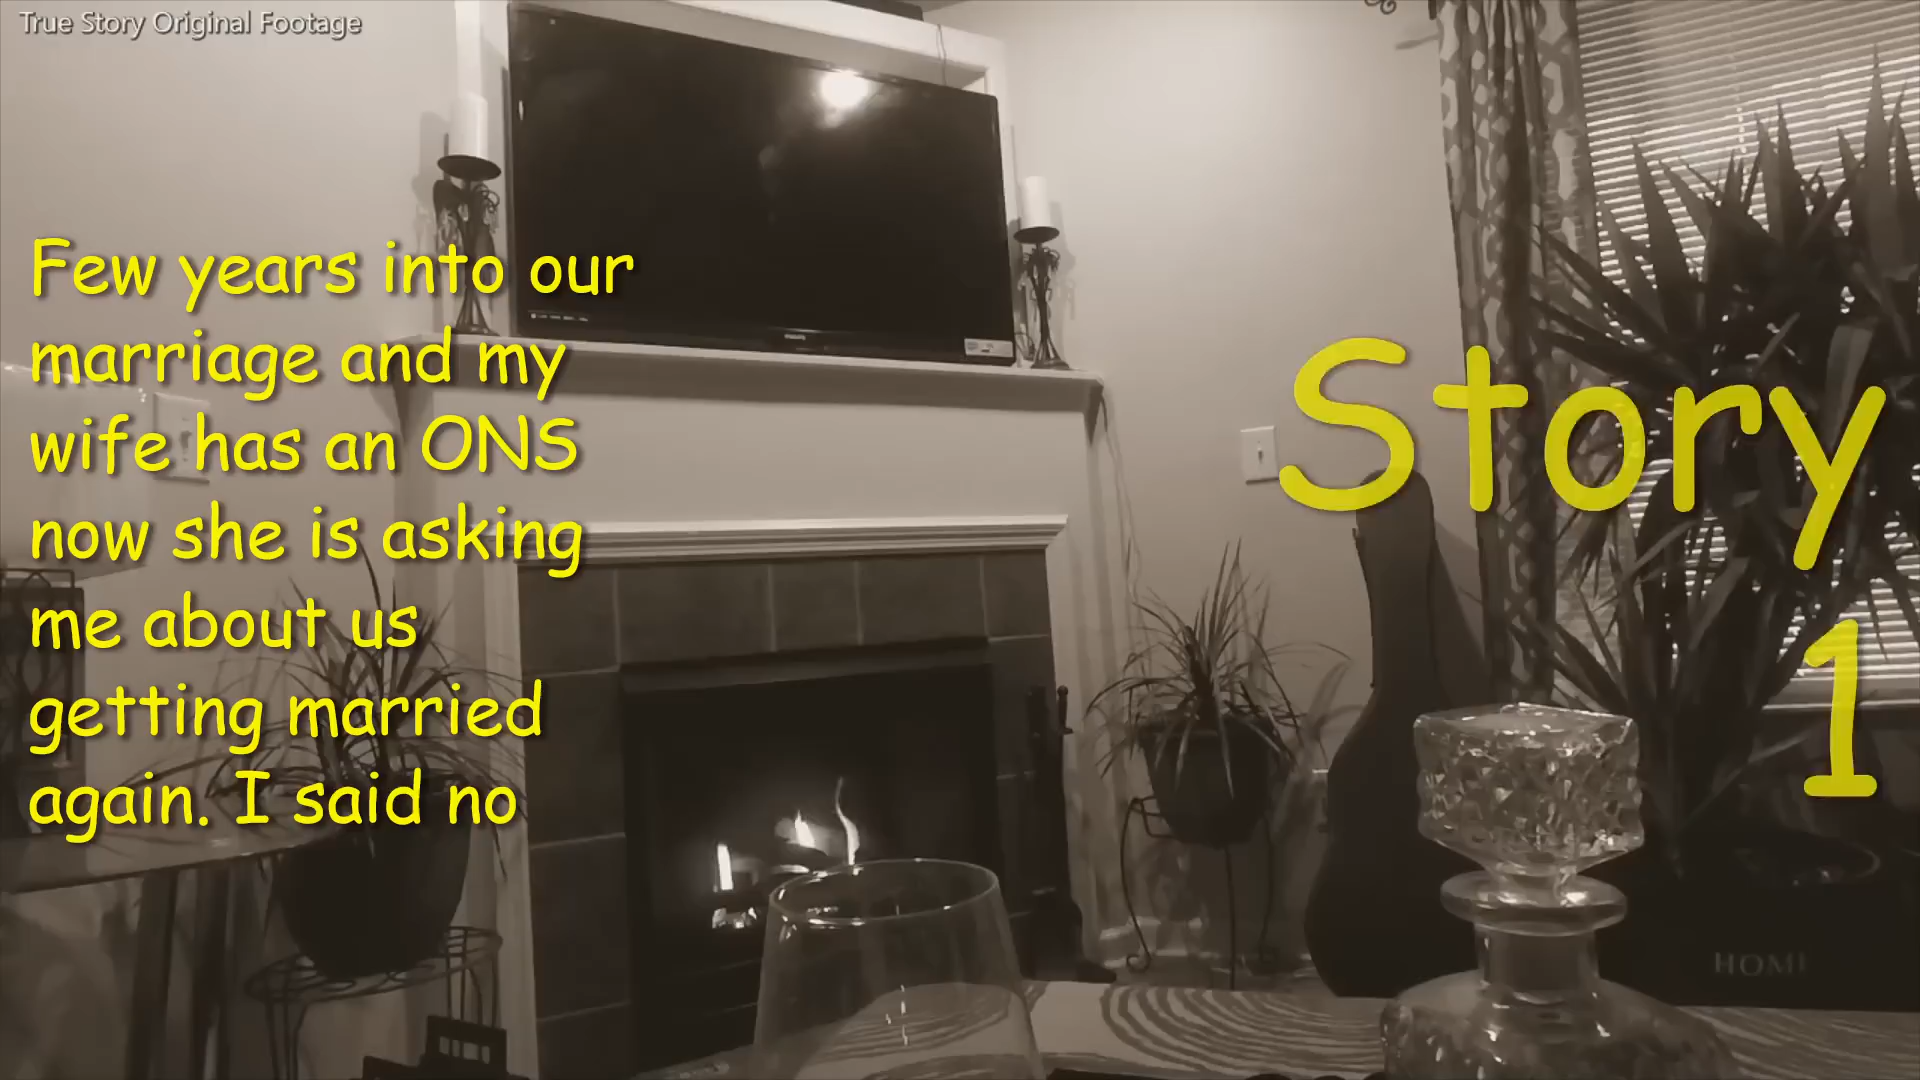 True Story Original Footage
Few years into our
marriage and my
wife has an ONS
now she is asking
me about us
getting married
again. I said no
Story
1
HOME